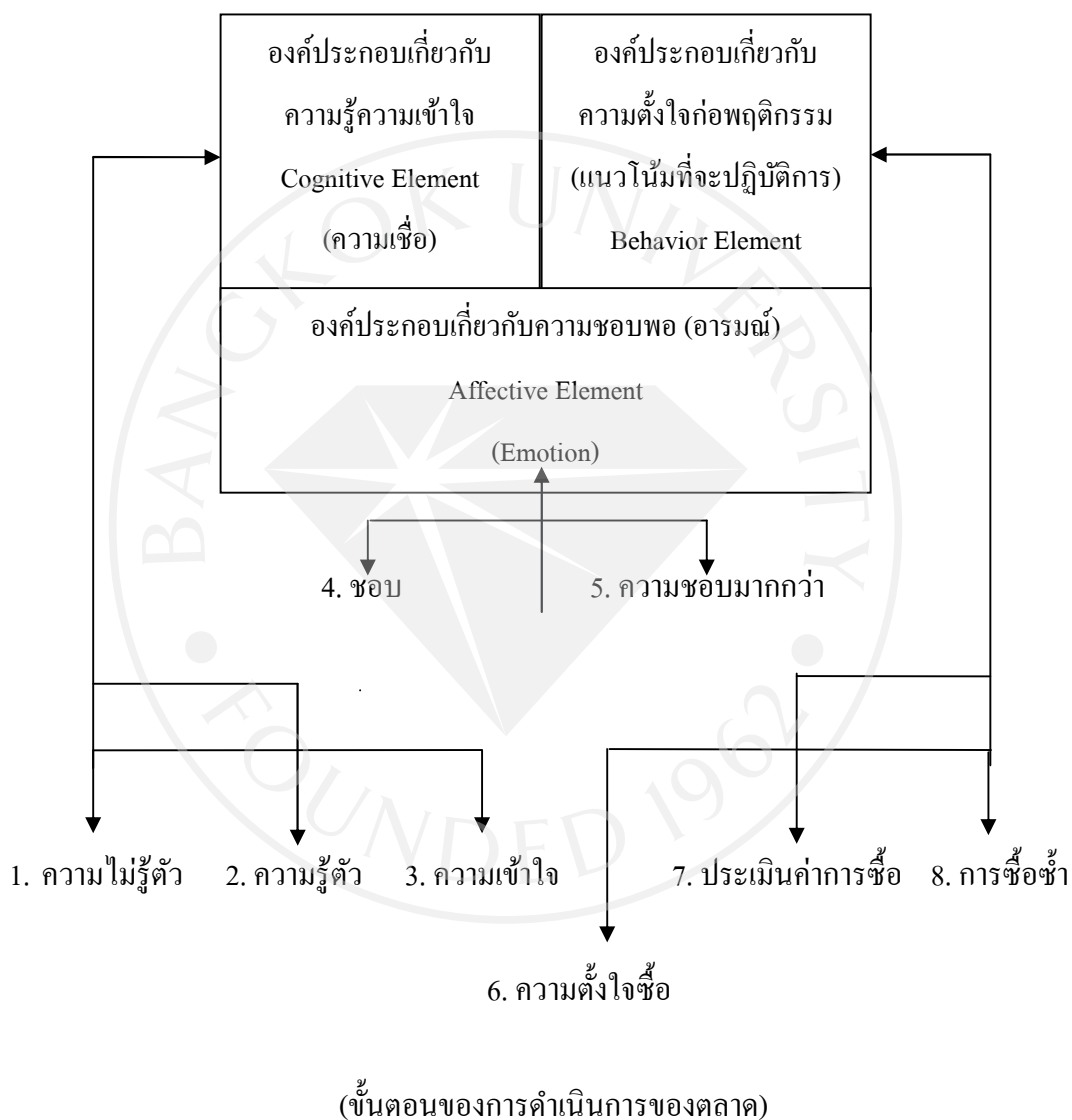 องค์ประกอบเกี่ยวกับ
ความรู้ความเข้าใจ
Cognitive Element
(ความเชื่อ)
องค์ประกอบเกี่ยวกับ
ความตั้งใจก่อพฤติกรรม
(แนวโน้มที่จะปฏิบัติการ)
Behavior Element
องค์ประกอบเกี่ยวกับความชอบพอ (อารมณ์)
Affective Element
(Emotion)
4. ชอบ
5. ความชอบมากกว่า
1. ความไม่รู้ตัว
2. ความรู้ตัว
3. ความเข้าใจ
7. ประเมินค่าการซื้อ
8. การซื้อซ้ำ
6. ความตั้งใจซื้อ
(ขั้นตอนของการดำเนินการของตลาด)
BANGKOK UNIVERSITY
FOUNDED 1962